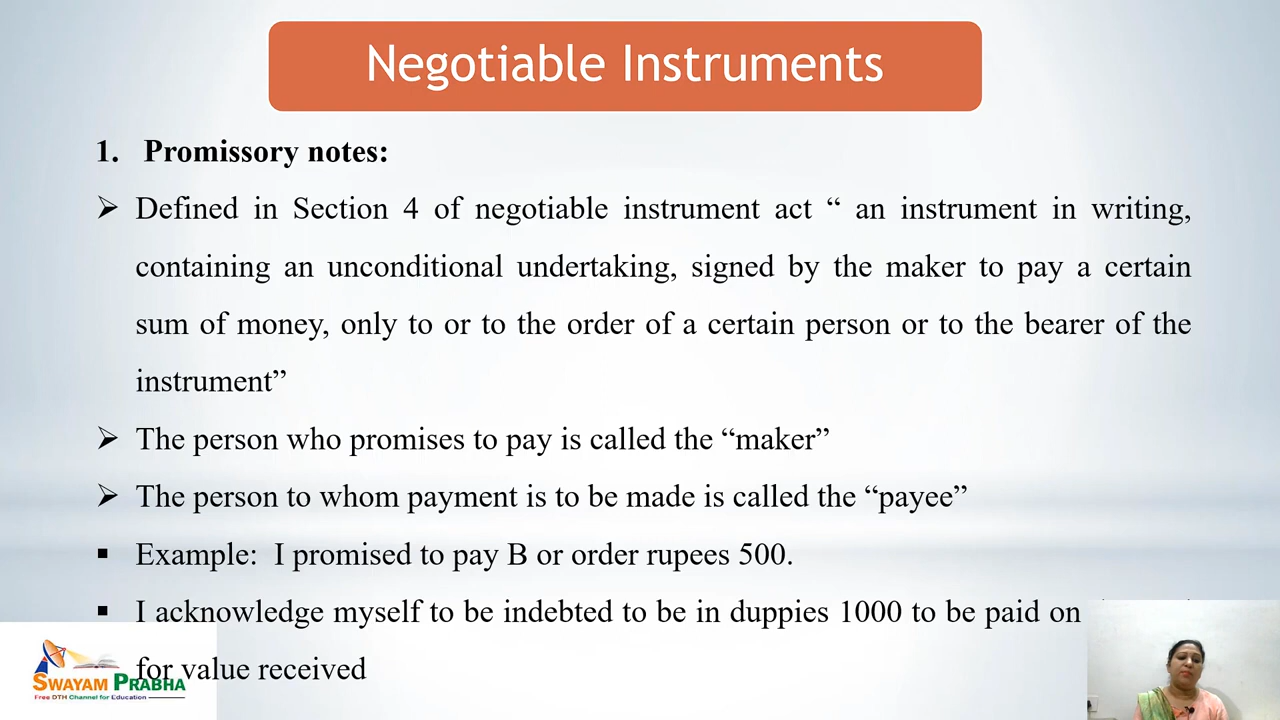 Negotiable Instruments
1. Promissory notes:
➢ Defined in Section 4 of negotiable instrument act “ an instrument in writing,
containing an unconditional undertaking, signed by the maker to pay a certain
sum of money, only to or to the order of a certain person or to the bearer of the
instrument”
➢ The person who promises to pay is called the “maker”
➢ The person to whom payment is to be made is called the “payee”
▪ Example: I promised to pay B or order rupees 500.
▪ I acknowledge myself to be indebted to be in duppies 1000 to be paid on
for value received
SWAYAM PRABHA
Free DTH Channel for Education